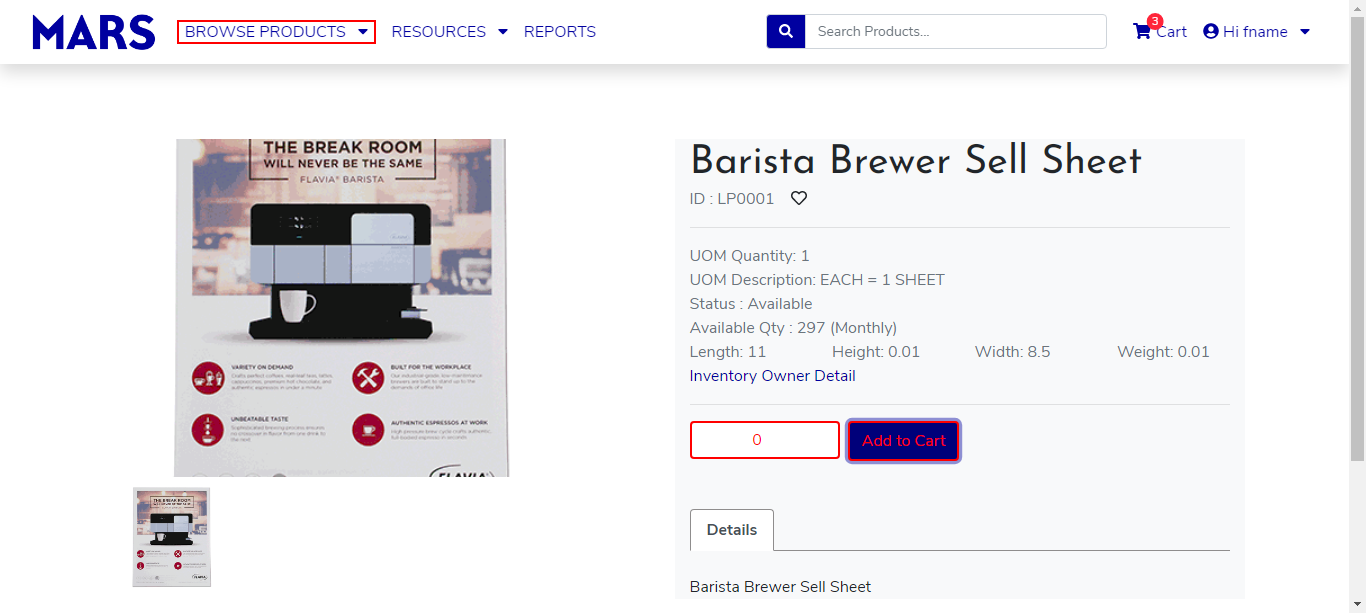 MARS
BROWSE PRODUCTS
RESOURCES
REPORTS
Search Products...
3
Cart
Hi fname
THE BREAK ROOM
WILL NEVER BE THE SAME
FLAVIA® BARISTA
VARIETY ON DEMAND
BUILT FOR THE WORKPLACE
UNBEATABLE TASTE
AUTHENTIC ESPRESSOS AT WORK
FLAVIA®
Barista Brewer Sell Sheet
ID : LP0001
UOM Quantity: 1
UOM Description: EACH = 1 SHEET
Status : Available
Available Qty : 297 (Monthly)
Length: 11 Height: 0.01 Width: 8.5 Weight: 0.01
Inventory Owner Detail
0
Add to Cart
Details
Barista Brewer Sell Sheet